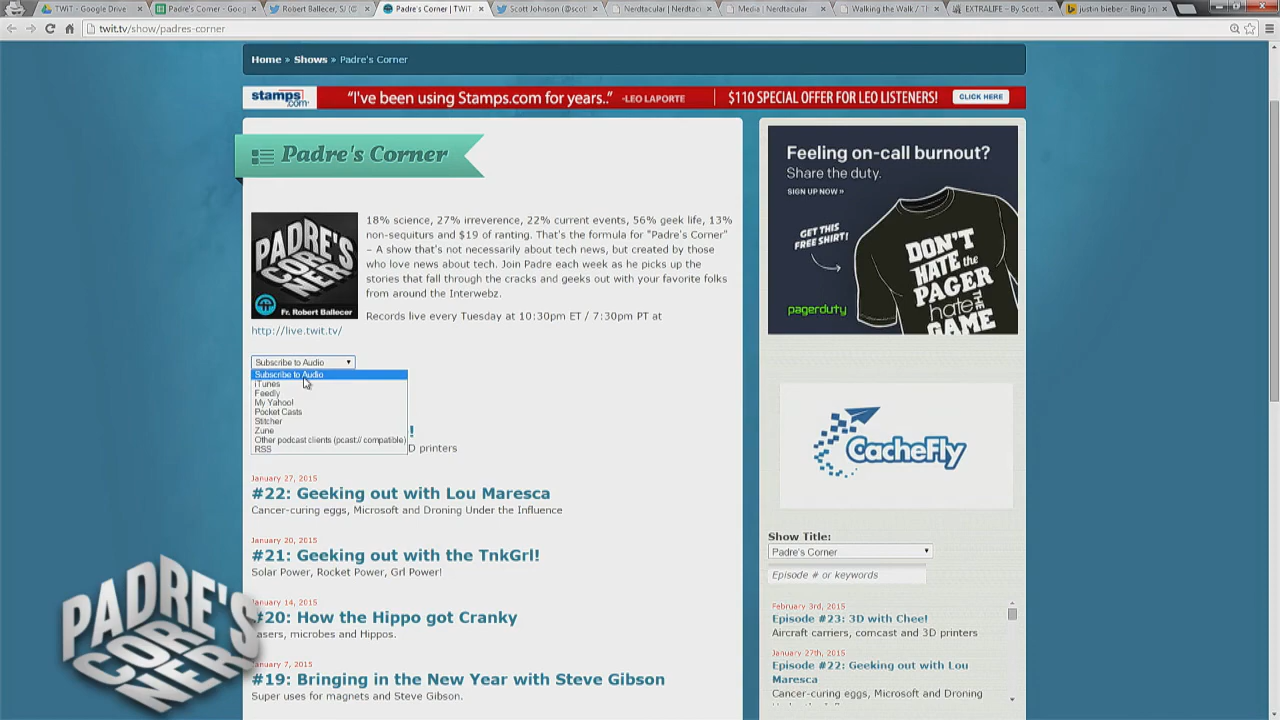 TWiT - Google Drive
Padre's Corner - Goog
Robert Ballecer, SJ (@
Padre's Corner | TWiT
Scott Johnson (@scot
Nerdtacular | Nerdtac
Media | Nerdtacular
Walking the Walk / T
EXTRALIFE – By Scott
justin bieber - Bing Im
twit.tv/show/padres-corner
Home » Shows » Padre's Corner
stamps.com
"I've been using Stamps.com for years.." -LEO LAPORTE
$110 SPECIAL OFFER FOR LEO LISTENERS!
CLICK HERE
Padre's Corner
PADRE'S
COR
NER
Fr. Robert Ballecer
18% science, 27% irreverence, 22% current events, 56% geek life, 13%
non-sequiturs and $19 of ranting. That's the formula for "Padre's Corner"
– A show that's not necessarily about tech news, but created by those
who love news about tech. Join Padre each week as he picks up the
stories that fall through the cracks and geeks out with your favorite folks
from around the Interwebz.
Records live every Tuesday at 10:30pm ET / 7:30pm PT at
http://live.twit.tv/
Subscribe to Audio
Subscribe to Audio
iTunes
Feedly
My Yahoo!
Pocket Casts
Stitcher
Zune
Other podcast clients (pcast:// compatible)
RSS
!
D printers
January 27, 2015
#22: Geeking out with Lou Maresca
Cancer-curing eggs, Microsoft and Droning Under the Influence
January 20, 2015
#21: Geeking out with the TnkGrl!
Solar Power, Rocket Power, Grl Power!
January 14, 2015
#20: How the Hippo got Cranky
asers, microbes and Hippos.
January 7, 2015
#19: Bringing in the New Year with Steve Gibson
Super uses for magnets and Steve Gibson.
PADRE'S
COR
NER
Feeling on-call burnout?
Share the duty.
SIGN UP NOW »
GET THIS
FREE SHIRT!
DON'T
HATE the
PAGER
hate THE
GAME
pagerduty
CacheFly
Show Title:
Padre's Corner
Episode # or keywords
February 3rd, 2015
Episode #23: 3D with Chee!
Aircraft carriers, comcast and 3D printers
January 27th, 2015
Episode #22: Geeking out with Lou
Maresca
Cancer-curing eggs, Microsoft and Droning